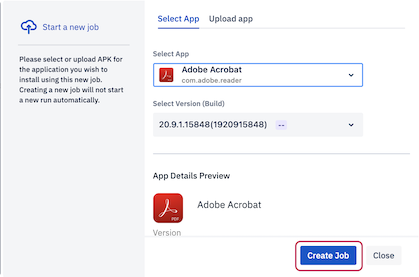 Start a new job
Please select or upload APK for
the application you wish to
install using this new job.
Creating a new job will not start
a new run automatically.
Select App
Upload app
Select App
Adobe Acrobat
com.adobe.reader
Select Version (Build)
20.9.1.15848(1920915848) --
App Details Preview
Adobe Acrobat
PDF
Version
Create Job
Close